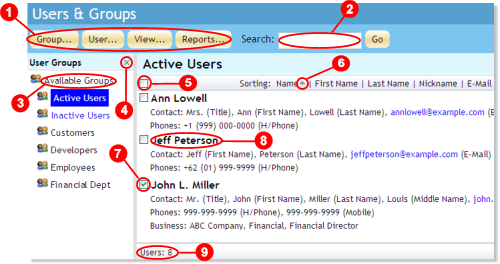 Users & Groups
1
2
Group... User... View... Reports... Search: Go
User Groups
Active Users
3
Available Groups
4
5
6
Sorting: Name | First Name | Last Name | Nickname | E-Mail
Active Users
Inactive Users
Customers
Developers
Employees
Financial Dept
Ann Lowell
Contact: Mrs. (Title), Ann (First Name), Lowell (Last Name), annlowell@example.com (E-Mail)
Phones: +1 (999) 000-0000 (H/Phone)
Jeff Peterson
8
Contact: Jeff (First Name), Peterson (Last Name), jeffpeterson@example.com (E-Mail)
Phones: +62 (01) 999-9999 (H/Phone)
7
John L. Miller
Contact: Mr. (Title), John (First Name), Miller (Last Name), Louis (Middle Name), john.
Phones: 999-999-9999 (H/Phone), 999-999-9999 (Mobile)
Business: ABC Company, Financial, Financial Director
Users: 8
9